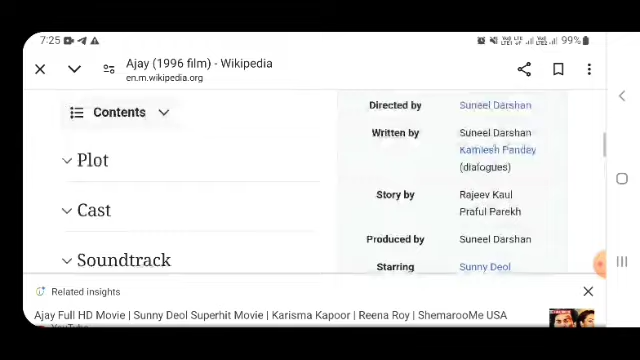 7:25
99%
Ajay (1996 film) - Wikipedia
en.m.wikipedia.org
Contents
Plot
Cast
Soundtrack
Directed by Suneel Darshan
Written by Suneel Darshan
Kamlesh Panday
(dialogues)
Story by Rajeev Kaul
Praful Parekh
Produced by Suneel Darshan
Starring Sunny Deol
Related insights
Ajay Full HD Movie | Sunny Deol Superhit Movie | Karisma Kapoor | Reena Roy | ShemarooMe USA
YouTube